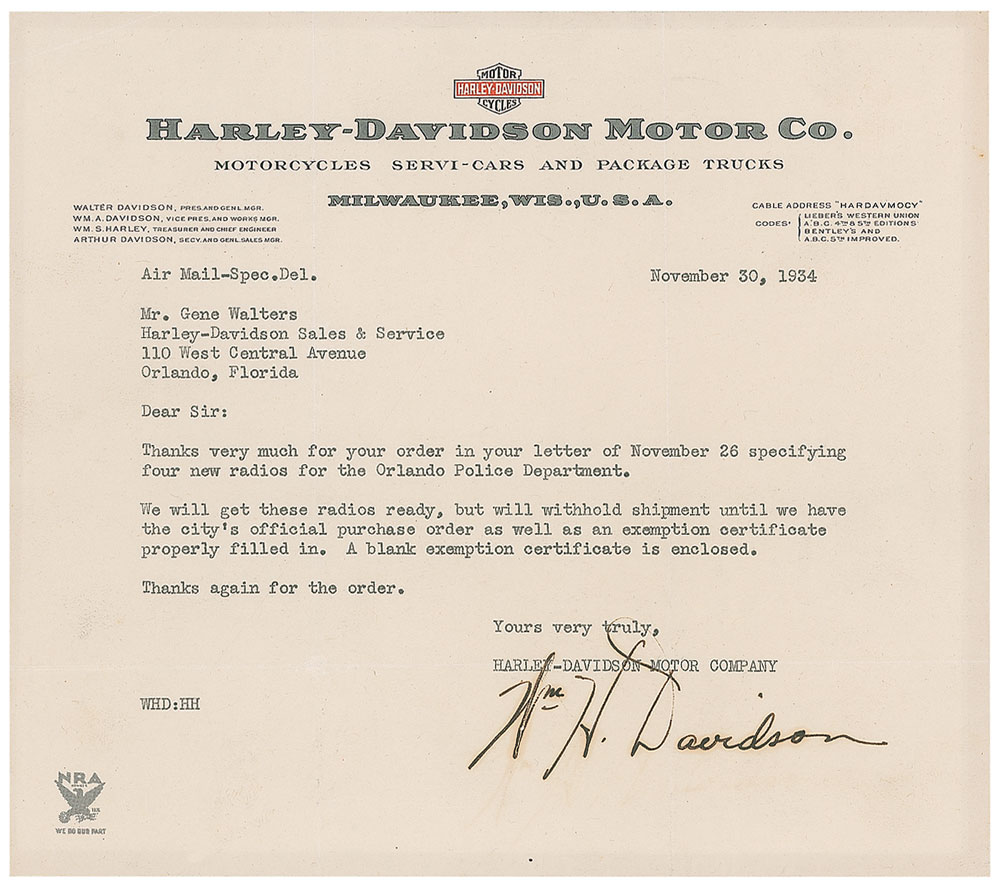 MOTOR
HARLEY-DAVIDSON
CYCLES
HARLEY-DAVIDSON MOTOR CO.
MOTORCYCLES SERVI-CARS AND PACKAGE TRUCKS
MILWAUKEE, WIS., U. S. A.
WALTER DAVIDSON, PRES. AND GENL. MGR.
WM. A. DAVIDSON, VICE PRES. AND WORKS MGR.
WM. S. HARLEY, TREASURER AND CHIEF ENGINEER
ARTHUR DAVIDSON, SECY. AND GENL. SALES MGR.
CABLE ADDRESS "HARDAVMOCY"
CODES: LIEBER'S WESTERN UNION
A.B.C. 4TH & 5TH EDITIONS
BENTLEY'S AND
A.B.C. 5TH IMPROVED.
Air Mail-Spec.Del.
November 30, 1934
Mr. Gene Walters
Harley-Davidson Sales & Service
110 West Central Avenue
Orlando, Florida
Dear Sir:
Thanks very much for your order in your letter of November 26 specifying
four new radios for the Orlando Police Department.
We will get these radios ready, but will withhold shipment until we have
the city's official purchase order as well as an exemption certificate
properly filled in. A blank exemption certificate is enclosed.
Thanks again for the order.
Yours very truly,
HARLEY-DAVIDSON MOTOR COMPANY
Wm H. Davidson
WHD:HH
NRA
MEMBER
U.S.
WE DO OUR PART